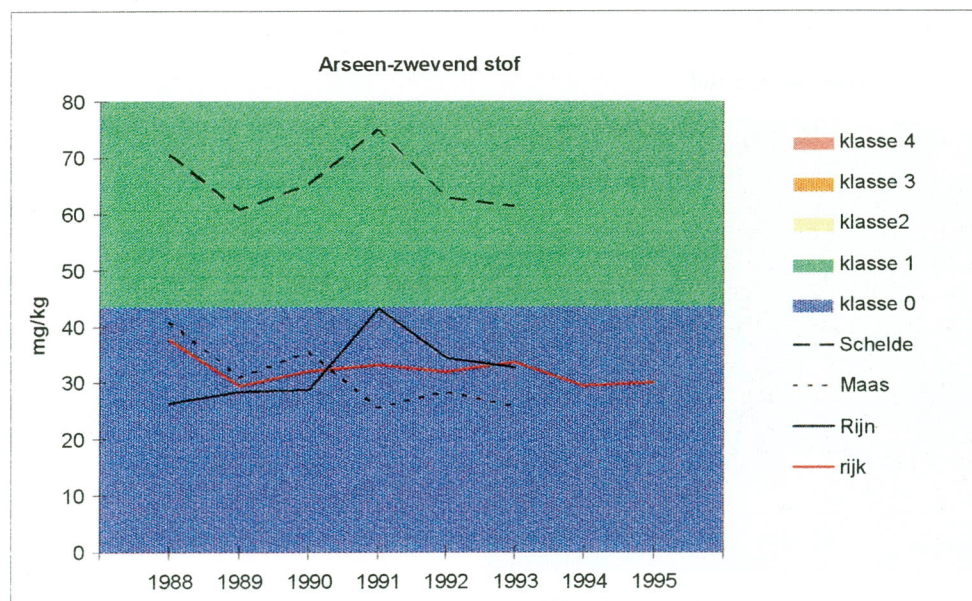 Arseen-zwevend stof
mg/kg
80
70
60
50
40
30
20
10
0
1988 1989 1990 1991 1992 1993 1994 1995
klasse 4
klasse 3
klasse2
klasse 1
klasse 0
Schelde
Maas
Rijn
rijk